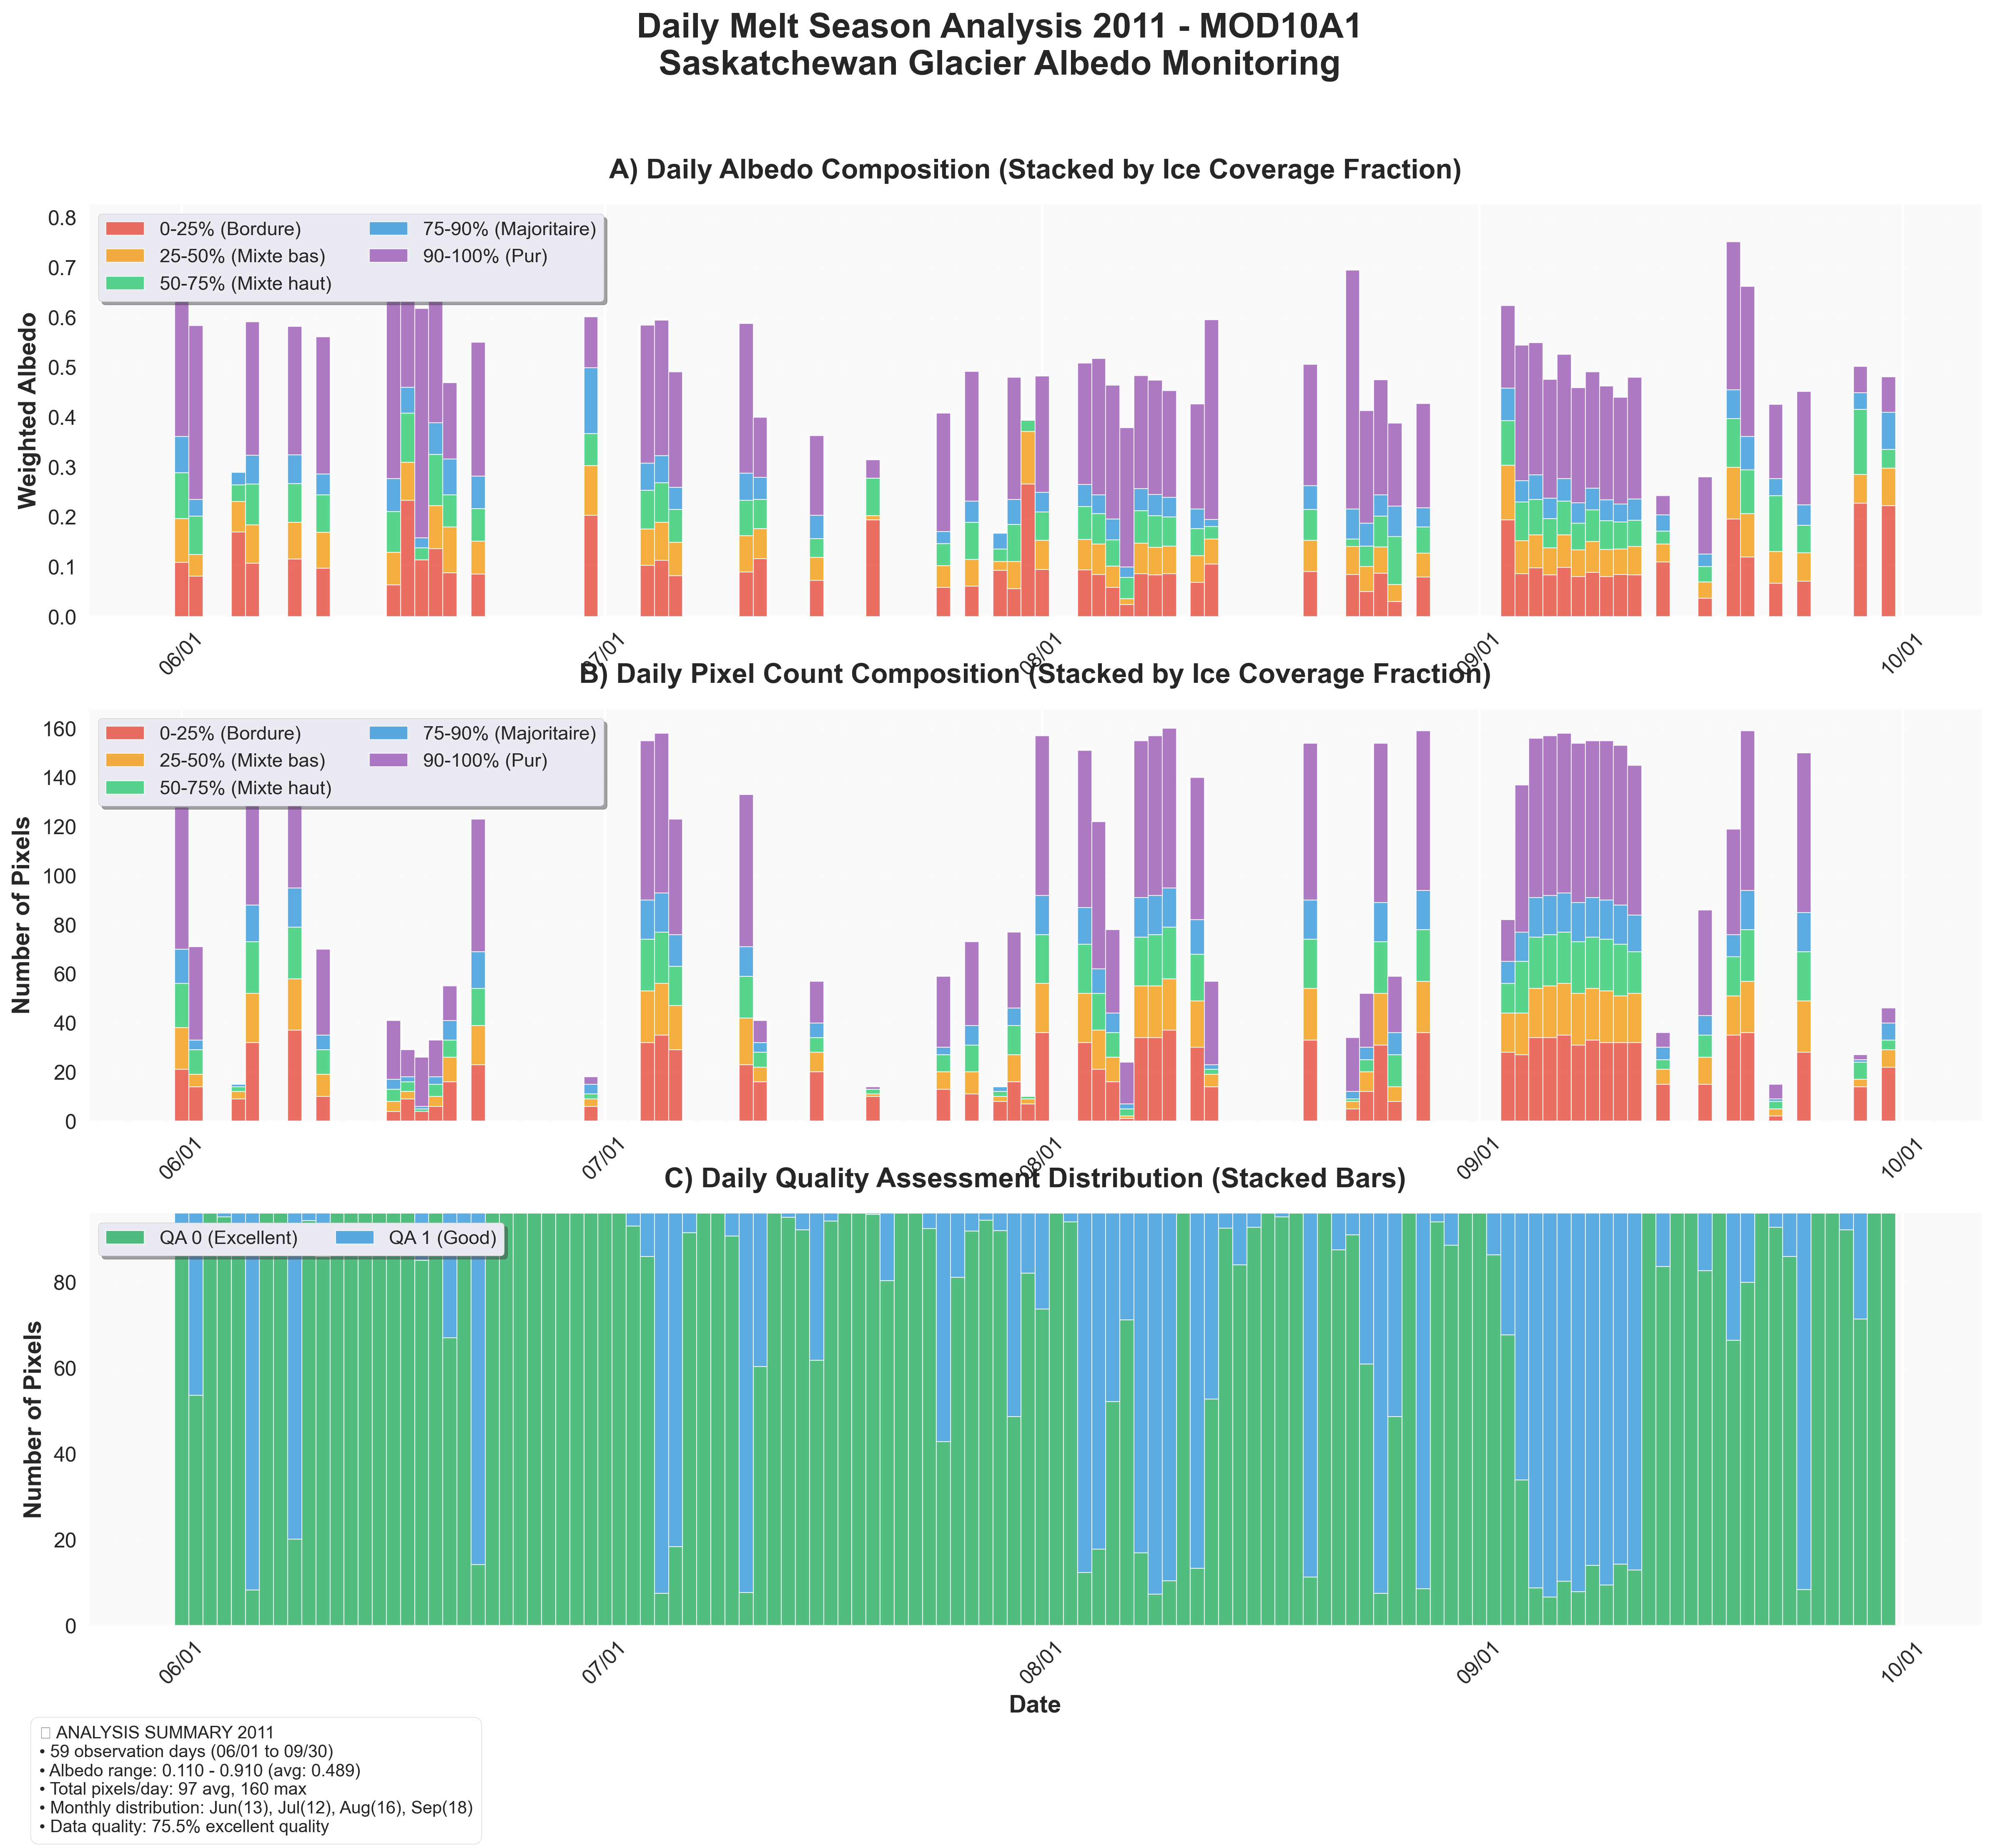 Daily Melt Season Analysis 2011 - MOD10A1
Saskatchewan Glacier Albedo Monitoring
A) Daily Albedo Composition (Stacked by Ice Coverage Fraction)
Weighted Albedo
0.8
0.7
0.6
0.5
0.4
0.3
0.2
0.1
0.0
0-25% (Bordure)
25-50% (Mixte bas)
50-75% (Mixte haut)
75-90% (Majoritaire)
90-100% (Pur)
06/01
07/01
08/01
09/01
10/01
B) Daily Pixel Count Composition (Stacked by Ice Coverage Fraction)
Number of Pixels
160
140
120
100
80
60
40
20
0
0-25% (Bordure)
25-50% (Mixte bas)
50-75% (Mixte haut)
75-90% (Majoritaire)
90-100% (Pur)
06/01
07/01
08/01
09/01
10/01
C) Daily Quality Assessment Distribution (Stacked Bars)
Number of Pixels
80
60
40
20
0
QA 0 (Excellent)
QA 1 (Good)
06/01
07/01
08/01
09/01
10/01
Date
ANALYSIS SUMMARY 2011
• 59 observation days (06/01 to 09/30)
• Albedo range: 0.110 - 0.910 (avg: 0.489)
• Total pixels/day: 97 avg, 160 max
• Monthly distribution: Jun(13), Jul(12), Aug(16), Sep(18)
• Data quality: 75.5% excellent quality